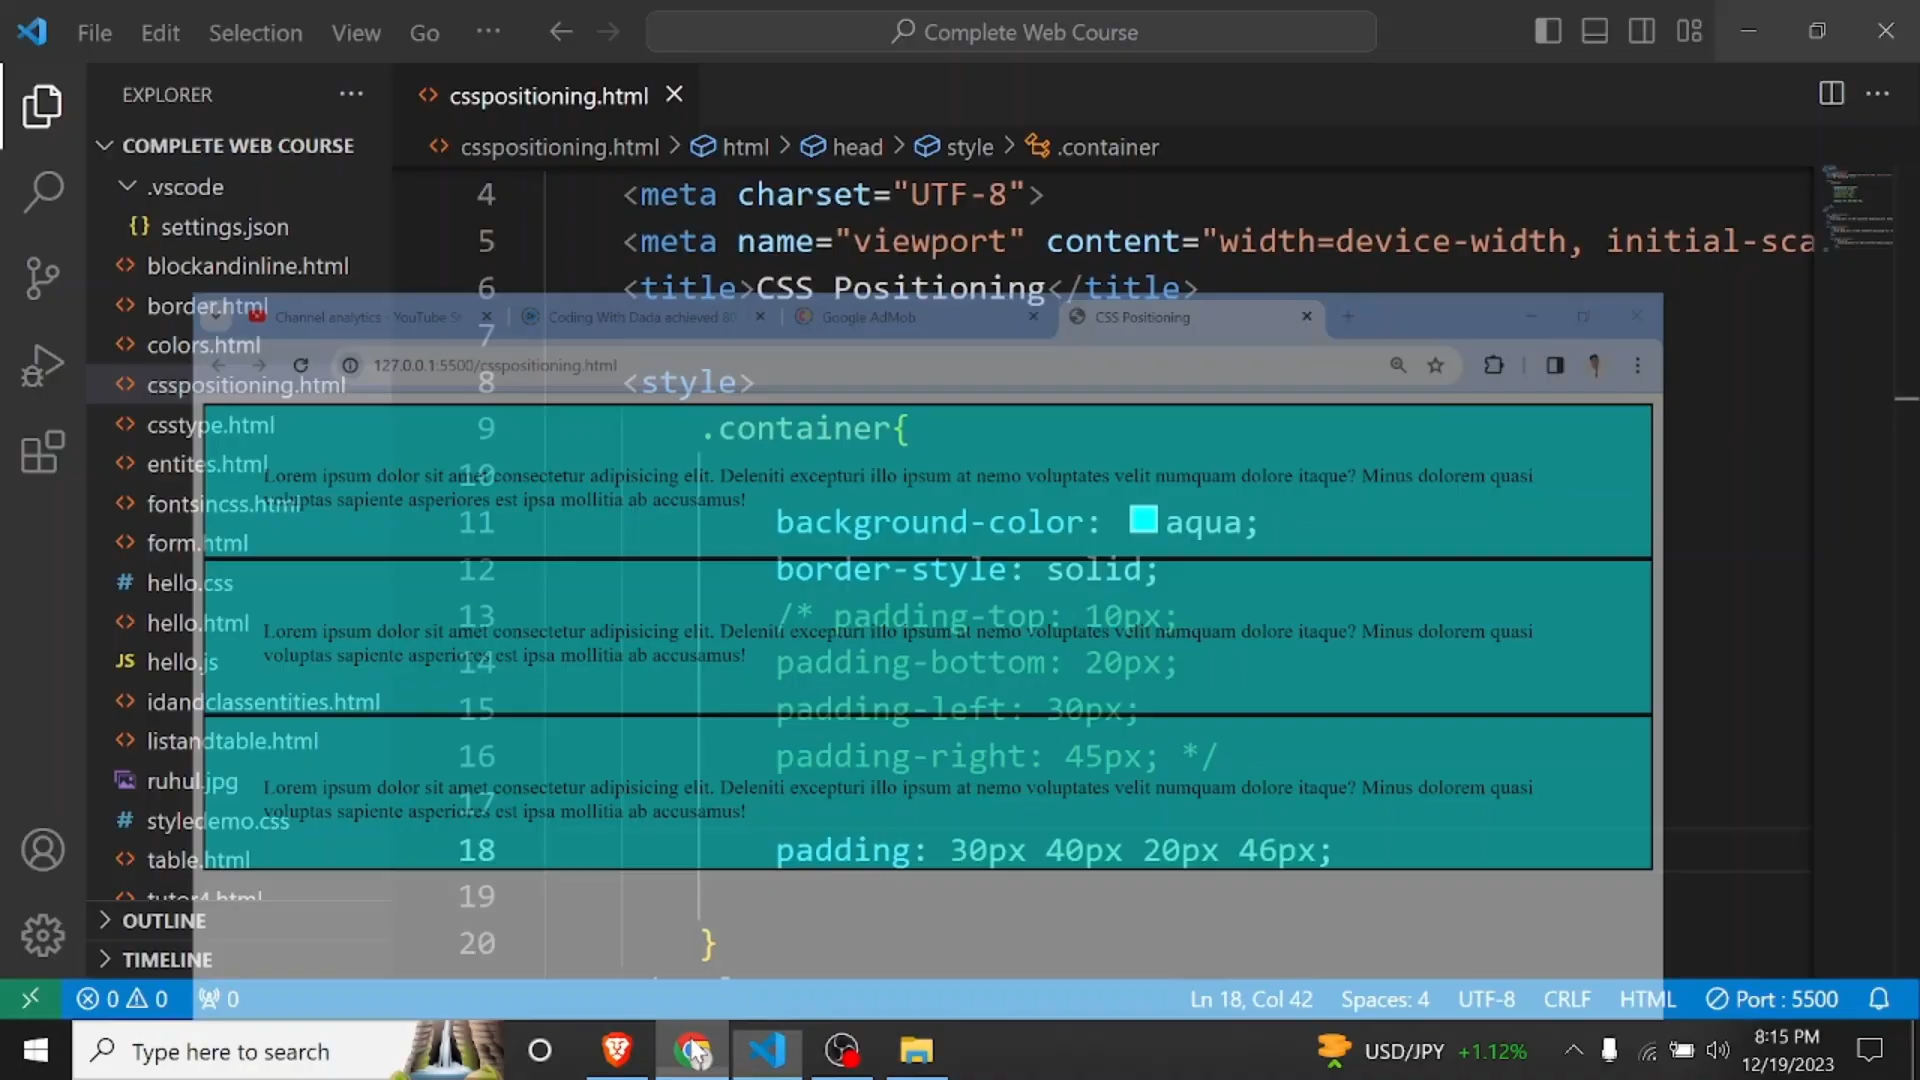 File Edit Selection View Go ··· Complete Web Course
EXPLORER
csspositioning.html
COMPLETE WEB COURSE
csspositioning.html > html > head > style > .container
.vscode
{} settings.json
blockandinline.html
border.html
colors.html
csspositioning.html
csstype.html
entites.html
fontsincss.html
form.html
# hello.css
hello.html
JS hello.js
idandclassentities.html
listandtable.html
ruhul.jpg
# styledemo.css
table.html
tutor4.html
OUTLINE
TIMELINE
4 <meta charset="UTF-8">
5 <meta name="viewport" content="width=device-width, initial-sca
6 <title>CSS Positioning</title>
7
8 <style>
9 .container{
10
11 background-color: aqua;
12 border-style: solid;
13 /* padding-top: 10px;
14 padding-bottom: 20px;
15 padding-left: 30px;
16 padding-right: 45px; */
17
18 padding: 30px 40px 20px 46px;
19
20 }
Channel analytics - YouTube St
Coding With Dada achieved 80
Google AdMob
CSS Positioning
127.0.0.1:5500/csspositioning.html
Lorem ipsum dolor sit amet consectetur adipisicing elit. Deleniti excepturi illo ipsum at nemo voluptates velit numquam dolore itaque? Minus dolorem quasi
voluptas sapiente asperiores est ipsa mollitia ab accusamus!
Lorem ipsum dolor sit amet consectetur adipisicing elit. Deleniti excepturi illo ipsum at nemo voluptates velit numquam dolore itaque? Minus dolorem quasi
voluptas sapiente asperiores est ipsa mollitia ab accusamus!
Lorem ipsum dolor sit amet consectetur adipisicing elit. Deleniti excepturi illo ipsum at nemo voluptates velit numquam dolore itaque? Minus dolorem quasi
voluptas sapiente asperiores est ipsa mollitia ab accusamus!
0 0 0 Ln 18, Col 42 Spaces: 4 UTF-8 CRLF HTML Port : 5500
Type here to search
USD/JPY +1.12%
8:15 PM
12/19/2023